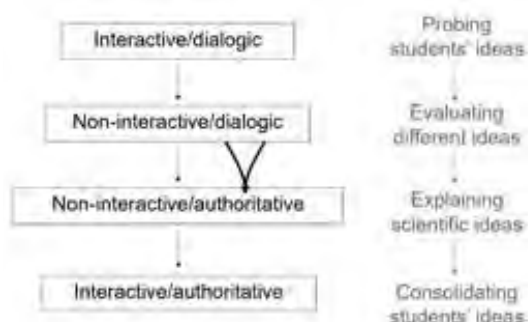 Interactive/dialogic
Probing
students' ideas
Non-interactive/dialogic
Evaluating
different ideas
Non-interactive/authoritative
Explaining
scientific ideas
Interactive/authoritative
Consolidating
students' ideas